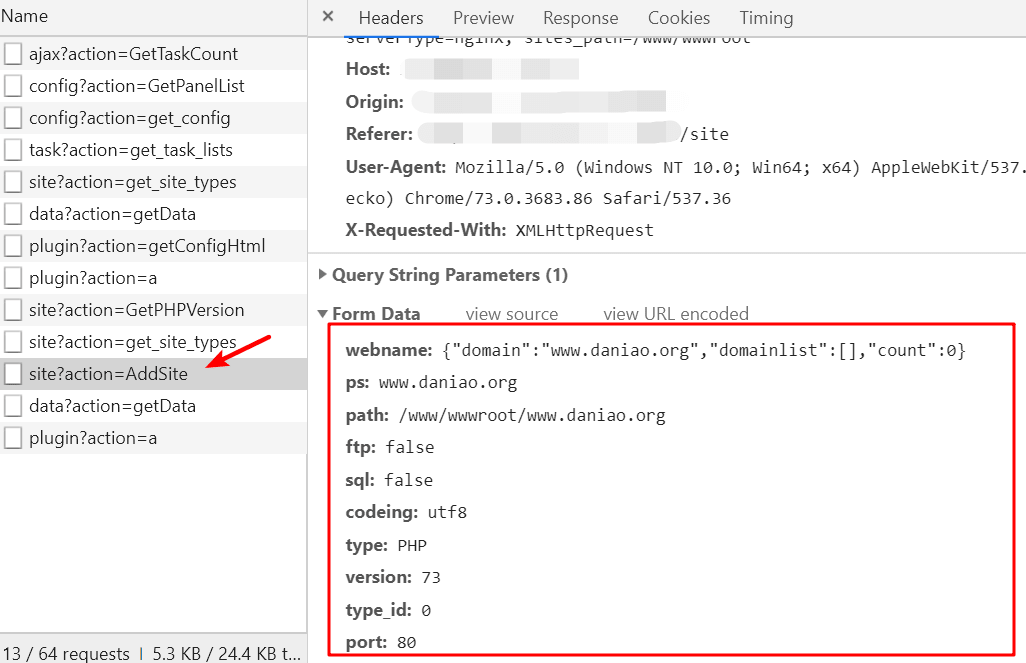 Name
ajax?action=GetTaskCount
config?action=GetPanelList
config?action=get_config
task?action=get_task_lists
site?action=get_site_types
data?action=getData
plugin?action=getConfigHtml
plugin?action=a
site?action=GetPHPVersion
site?action=get_site_types
site?action=AddSite
data?action=getData
plugin?action=a
13 / 64 requests | 5.3 KB / 24.4 KB t...
× Headers Preview Response Cookies Timing
serverType=nginx; sites_path=/www/wwwroot
Host:
Origin:
Referer: /site
User-Agent: Mozilla/5.0 (Windows NT 10.0; Win64; x64) AppleWebKit/537.
ecko) Chrome/73.0.3683.86 Safari/537.36
X-Requested-With: XMLHttpRequest
Query String Parameters (1)
Form Data view source view URL encoded
webname: {"domain":"www.daniao.org","domainlist":[],"count":0}
ps: www.daniao.org
path: /www/wwwroot/www.daniao.org
ftp: false
sql: false
codeing: utf8
type: PHP
version: 73
type_id: 0
port: 80